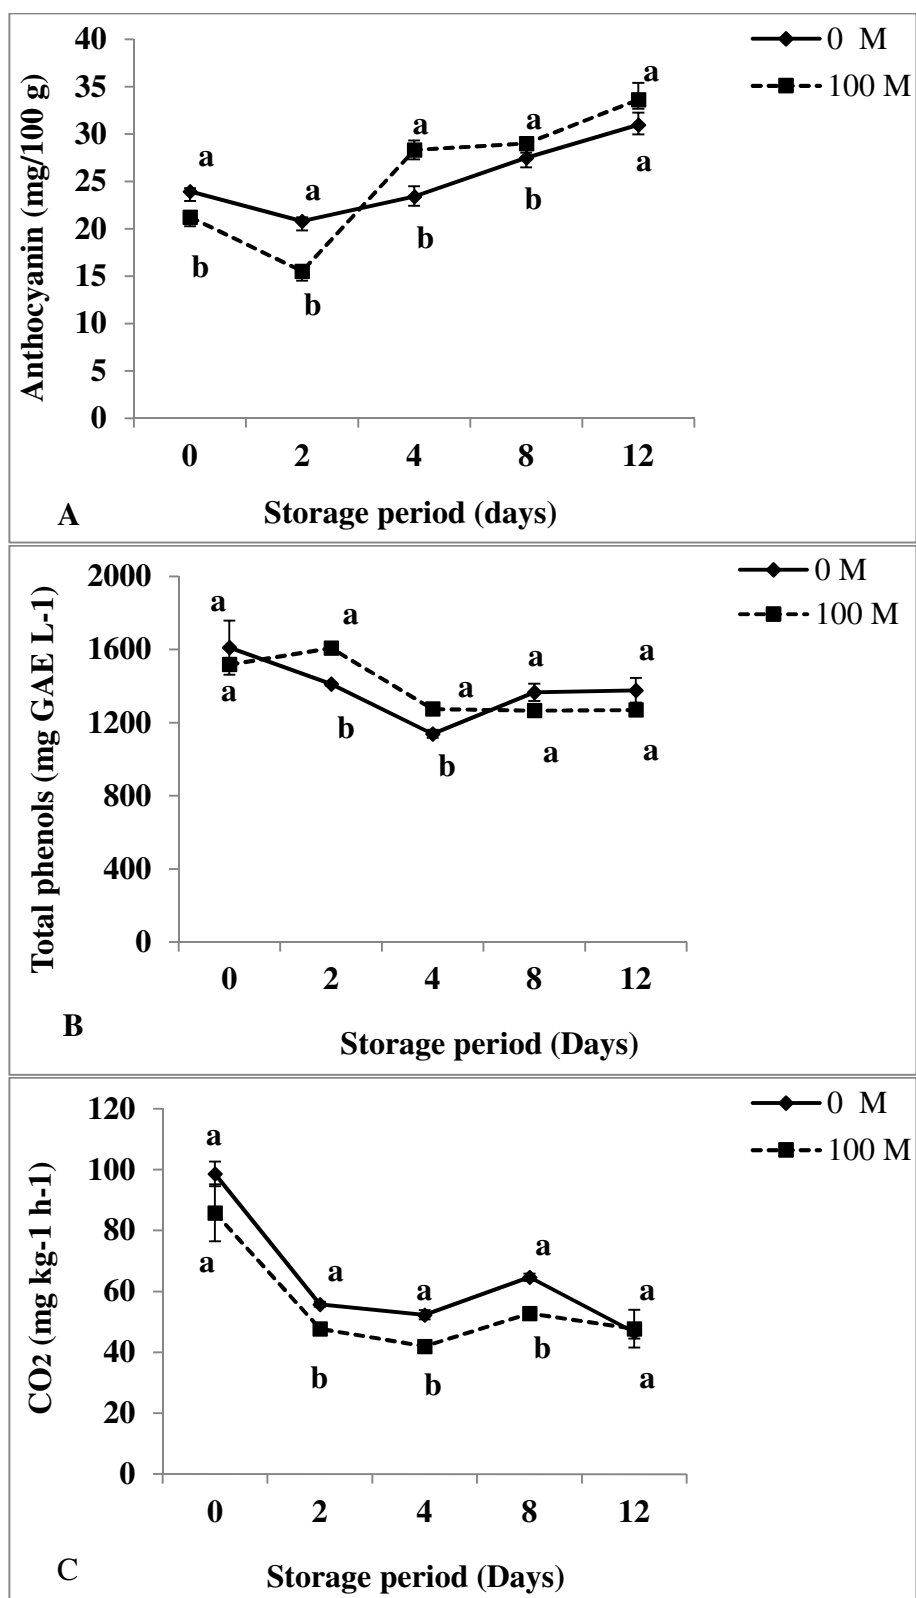 0 M
100 M
Anthocyanin (mg/100 g)
40
35
30
25
20
15
10
5
0
a
a
a
a
a
b
b
b
b
a
0 2 4 8 12
Storage period (days)
A
0 M
100 M
Total phenols (mg GAE L-1)
2000
1600
1200
800
400
0
a
a
a
a
a
a
b
b
a
a
0 2 4 8 12
Storage period (Days)
B
0 M
100 M
CO2 (mg kg-1 h-1)
120
100
80
60
40
20
0
a
a
a
a
a
a
b
b
b
a
0 2 4 8 12
Storage period (Days)
C